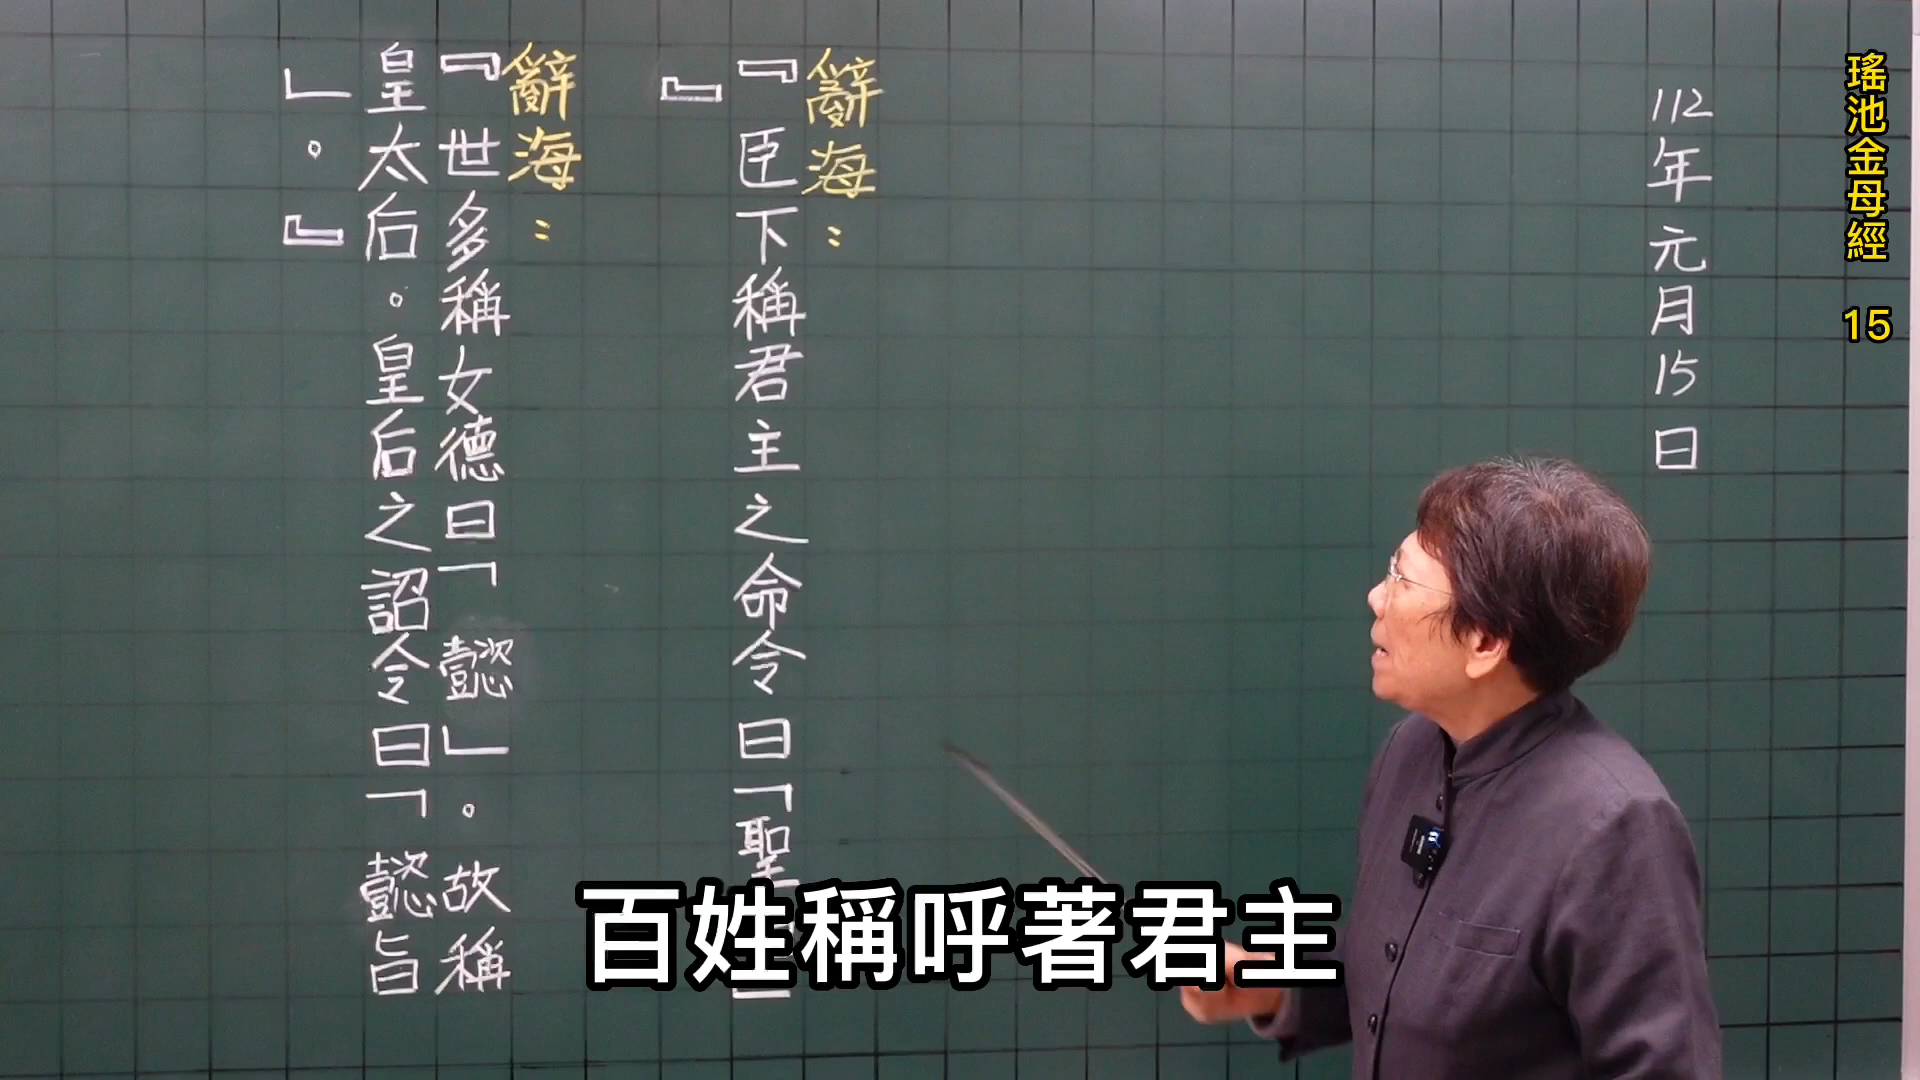 瑤池金母經 15
112年元月15日
辭海：
『臣下稱君主之命令曰「聖
』
辭海：
『世多稱女德曰「懿」。故稱
皇太后。皇后之詔令曰「懿旨
」。』
百姓稱呼著君主